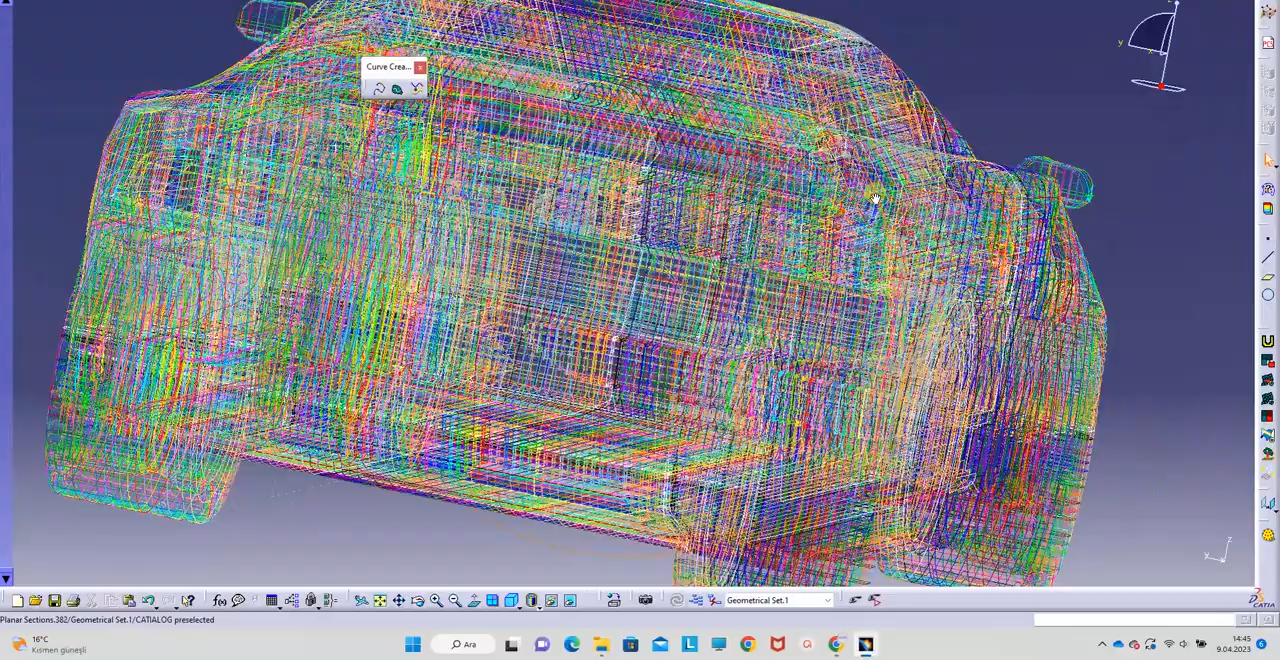 Curve Crea...
y
z
Geometrical Set.1
CATIA
Planar Sections.382/Geometrical Set.1/CATIALOG preselected
16°C
Kısmen güneşli
Ara
14:45
9.04.2023
6